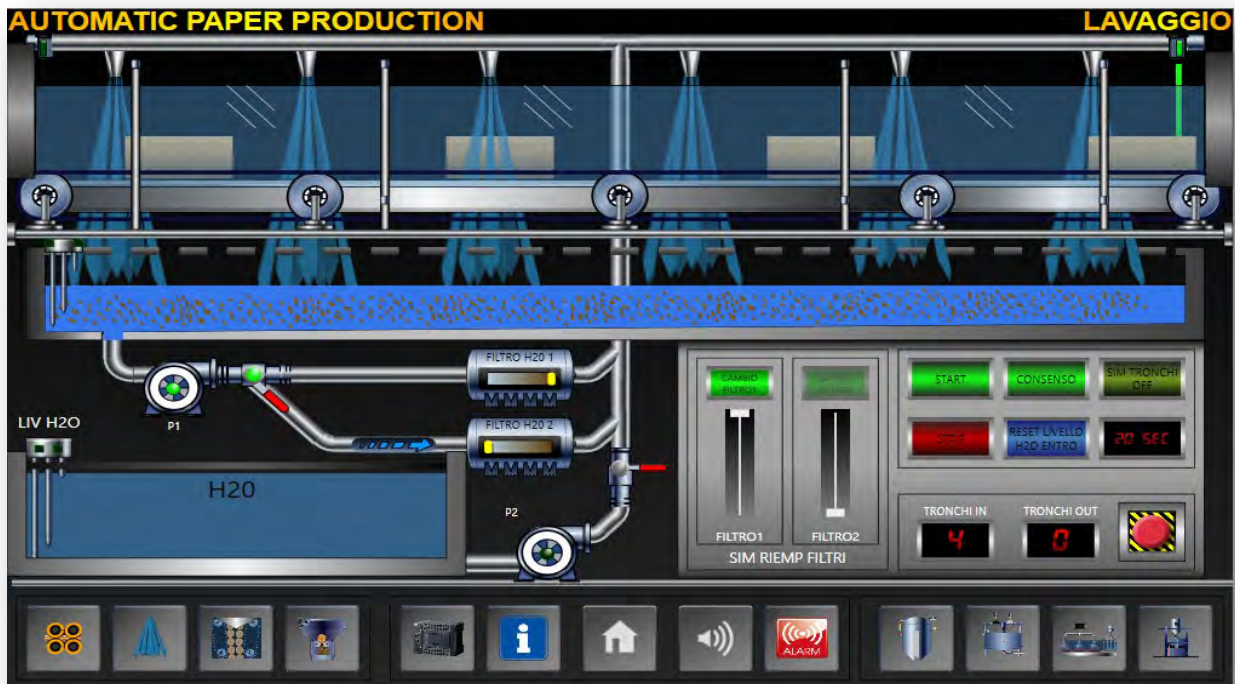 AUTOMATIC PAPER PRODUCTION
LAVAGGIO
FILTRO H20 1
FILTRO H20 2
P1
LIV H2O
H20
P2
CAMBIO
FILTRO1
FILTRO1
FILTRO2
SIM RIEMP FILTRI
START
CONSENSO
SIM TRONCHI
OFF
STOP
RESET LIVELLO
H2O ENTRO
20 SEC
TRONCHI IN
TRONCHI OUT
4
0
ALARM